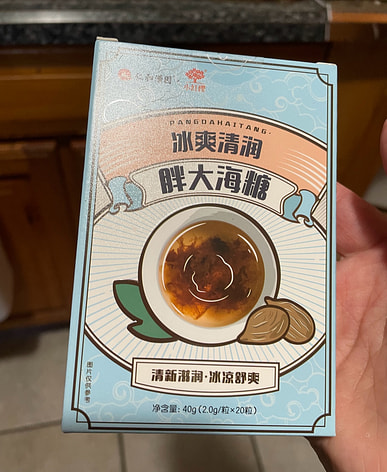 PANGDAHAITANG
冰爽清润
胖大海糖
清新滋润·冰凉舒爽
图片仅供参考
净含量: 40g (2.0g/粒×20粒)